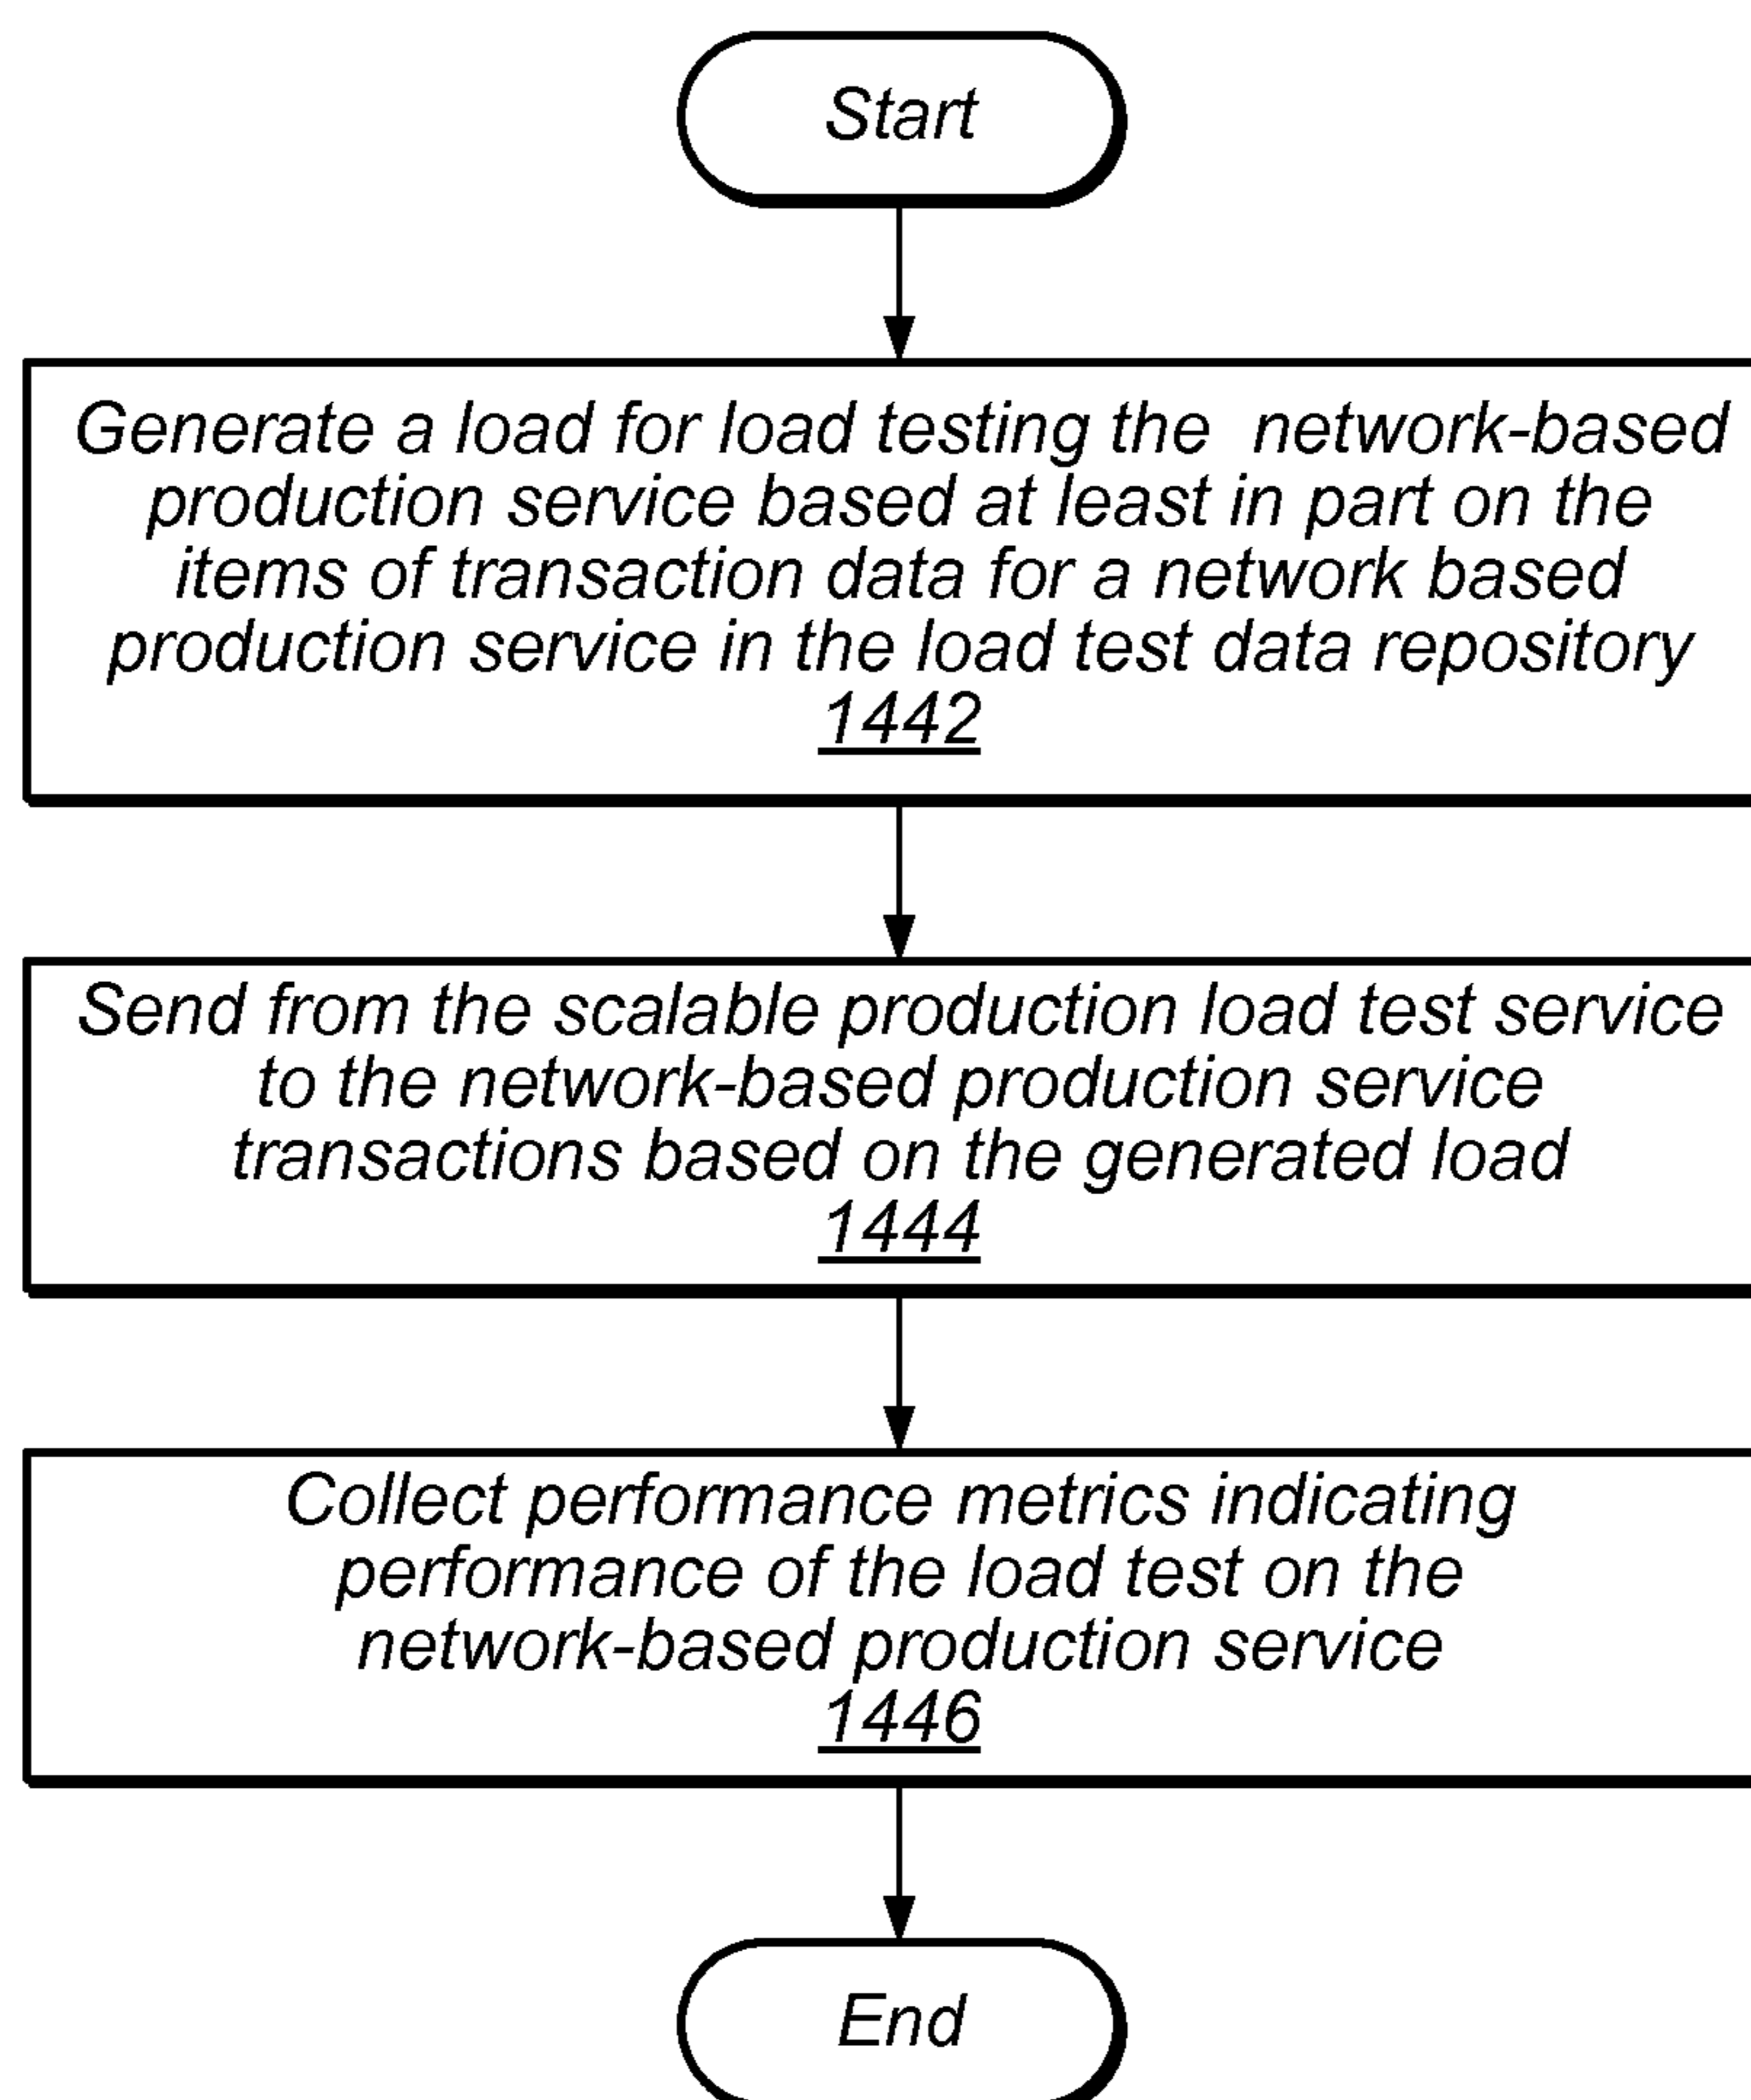 Start
Generate a load for load testing the network-based
production service based at least in part on the
items of transaction data for a network based
production service in the load test data repository
1442
Send from the scalable production load test service
to the network-based production service
transactions based on the generated load
1444
Collect performance metrics indicating
performance of the load test on the
network-based production service
1446
End